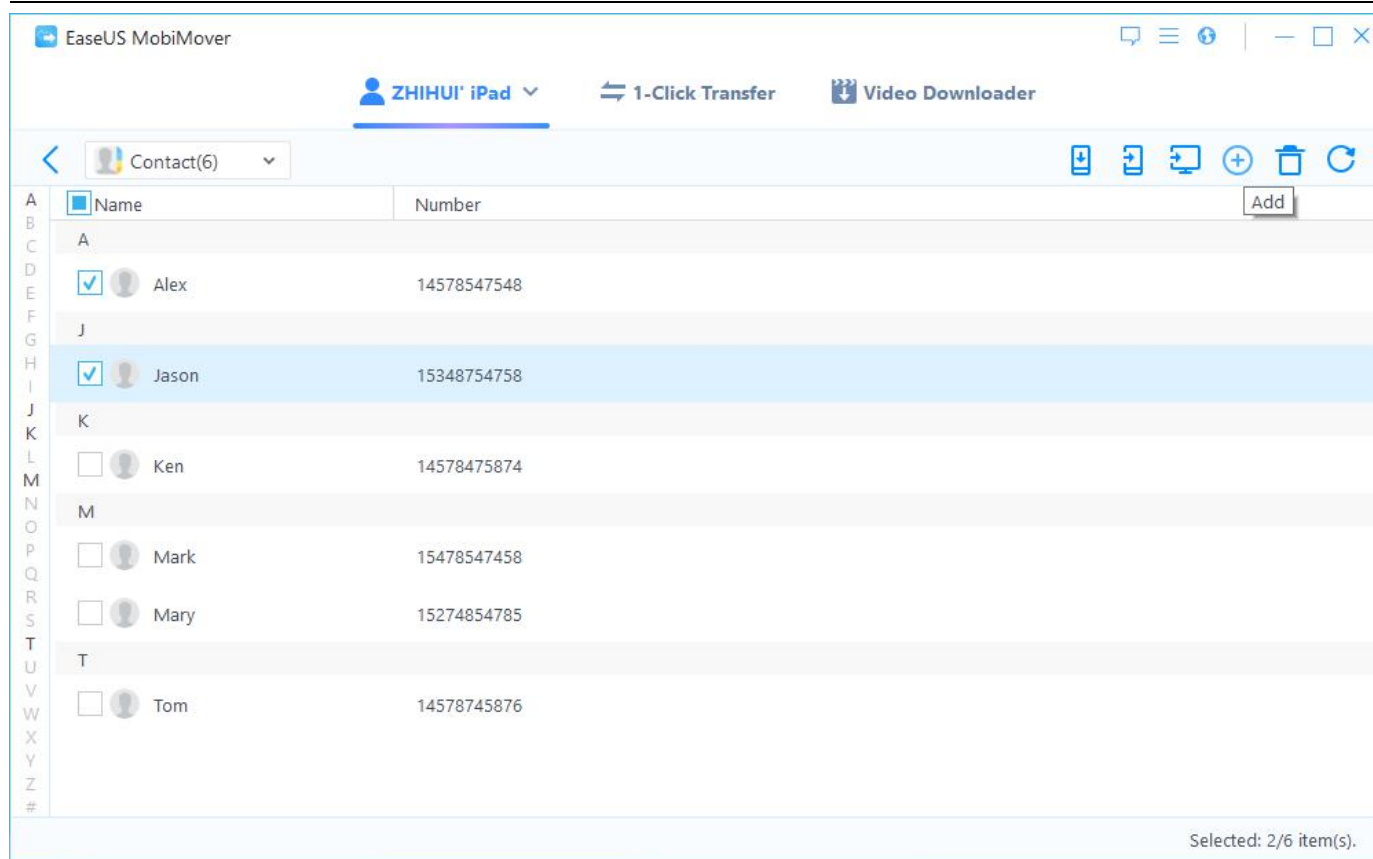 EaseUS MobiMover
ZHIHUI' iPad
1-Click Transfer
Video Downloader
Contact(6)
Add
Name Number
A
Alex 14578547548
J
Jason 15348754758
K
Ken 14578475874
M
Mark 15478547458
Mary 15274854785
T
Tom 14578745876
A
B
C
D
E
F
G
H
I
J
K
L
M
N
O
P
Q
R
S
T
U
V
W
X
Y
Z
#
Selected: 2/6 item(s).